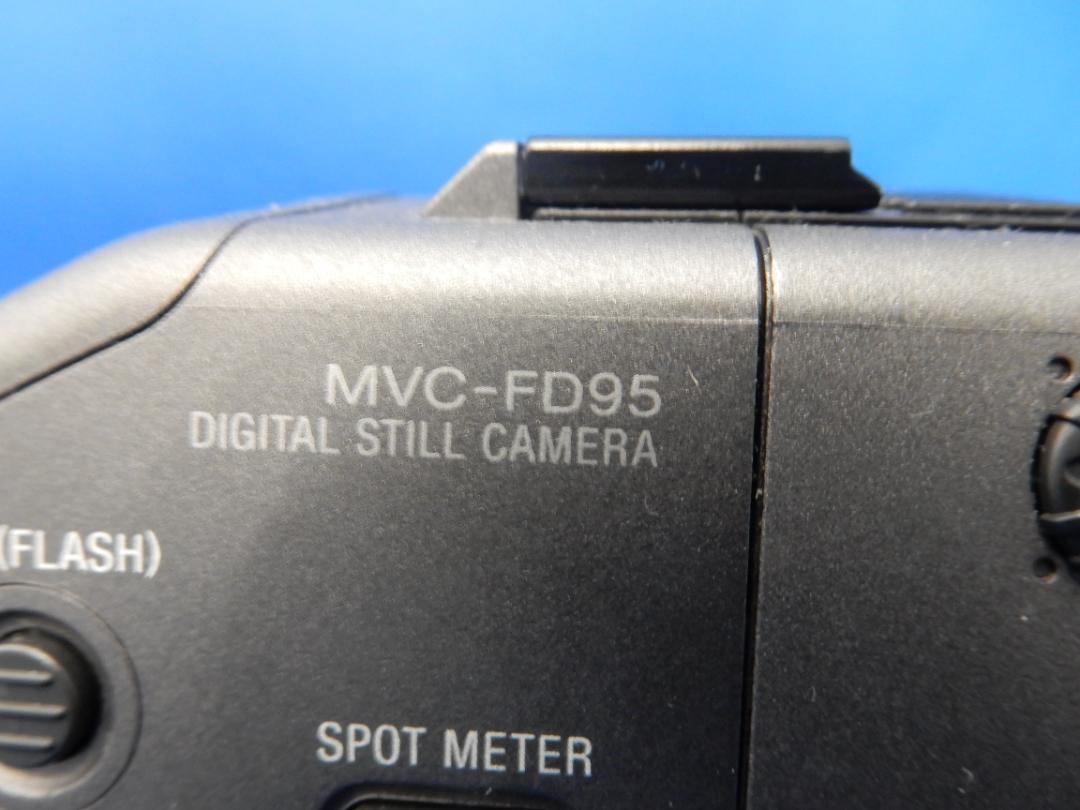 MVC-FD95
DIGITAL STILL CAMERA
(FLASH)
SPOT METER